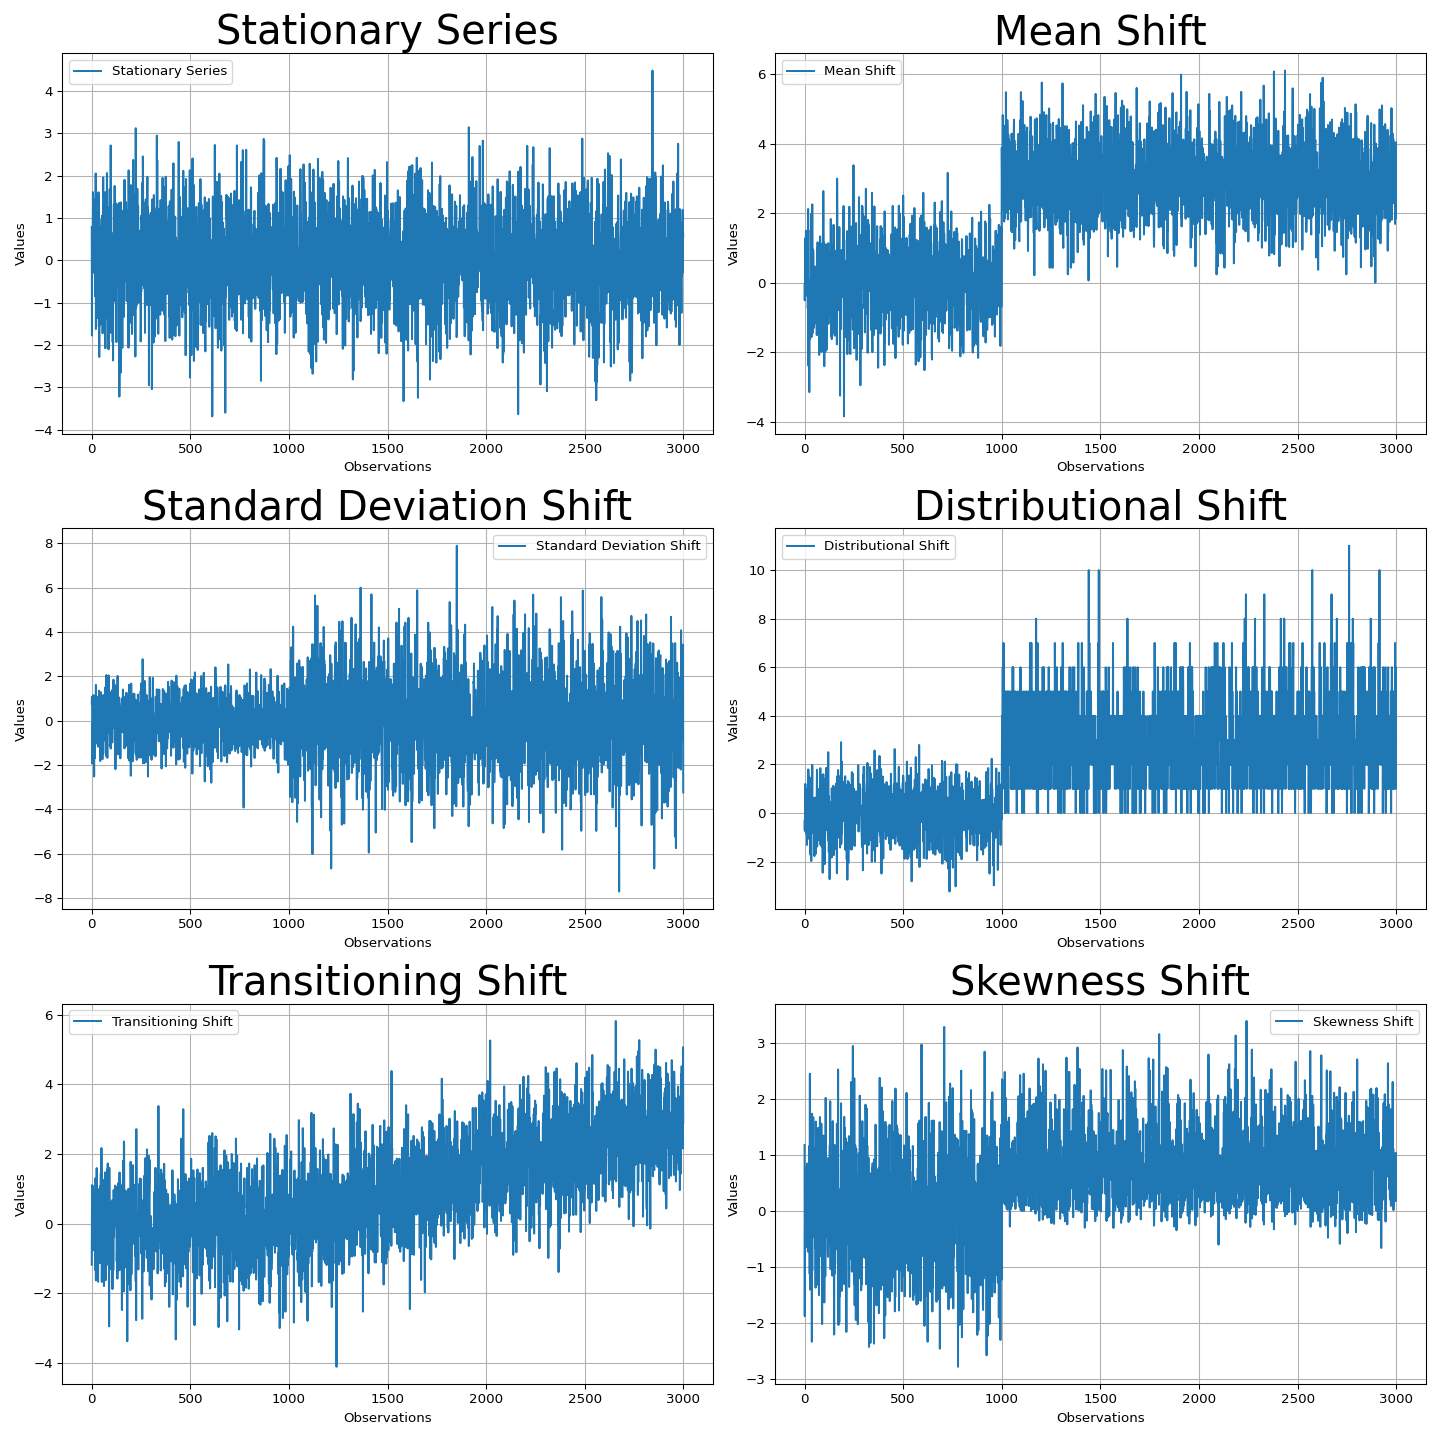 Stationary Series
Stationary Series
4
3
2
1
0
−1
−2
−3
−4
Values
0 500 1000 1500 2000 2500 3000
Observations
Mean Shift
Mean Shift
6
4
2
0
−2
−4
Values
0 500 1000 1500 2000 2500 3000
Observations
Standard Deviation Shift
Standard Deviation Shift
8
6
4
2
0
−2
−4
−6
−8
Values
0 500 1000 1500 2000 2500 3000
Observations
Distributional Shift
Distributional Shift
10
8
6
4
2
0
−2
Values
0 500 1000 1500 2000 2500 3000
Observations
Transitioning Shift
Transitioning Shift
6
4
2
0
−2
−4
Values
0 500 1000 1500 2000 2500 3000
Observations
Skewness Shift
Skewness Shift
3
2
1
0
−1
−2
−3
Values
0 500 1000 1500 2000 2500 3000
Observations